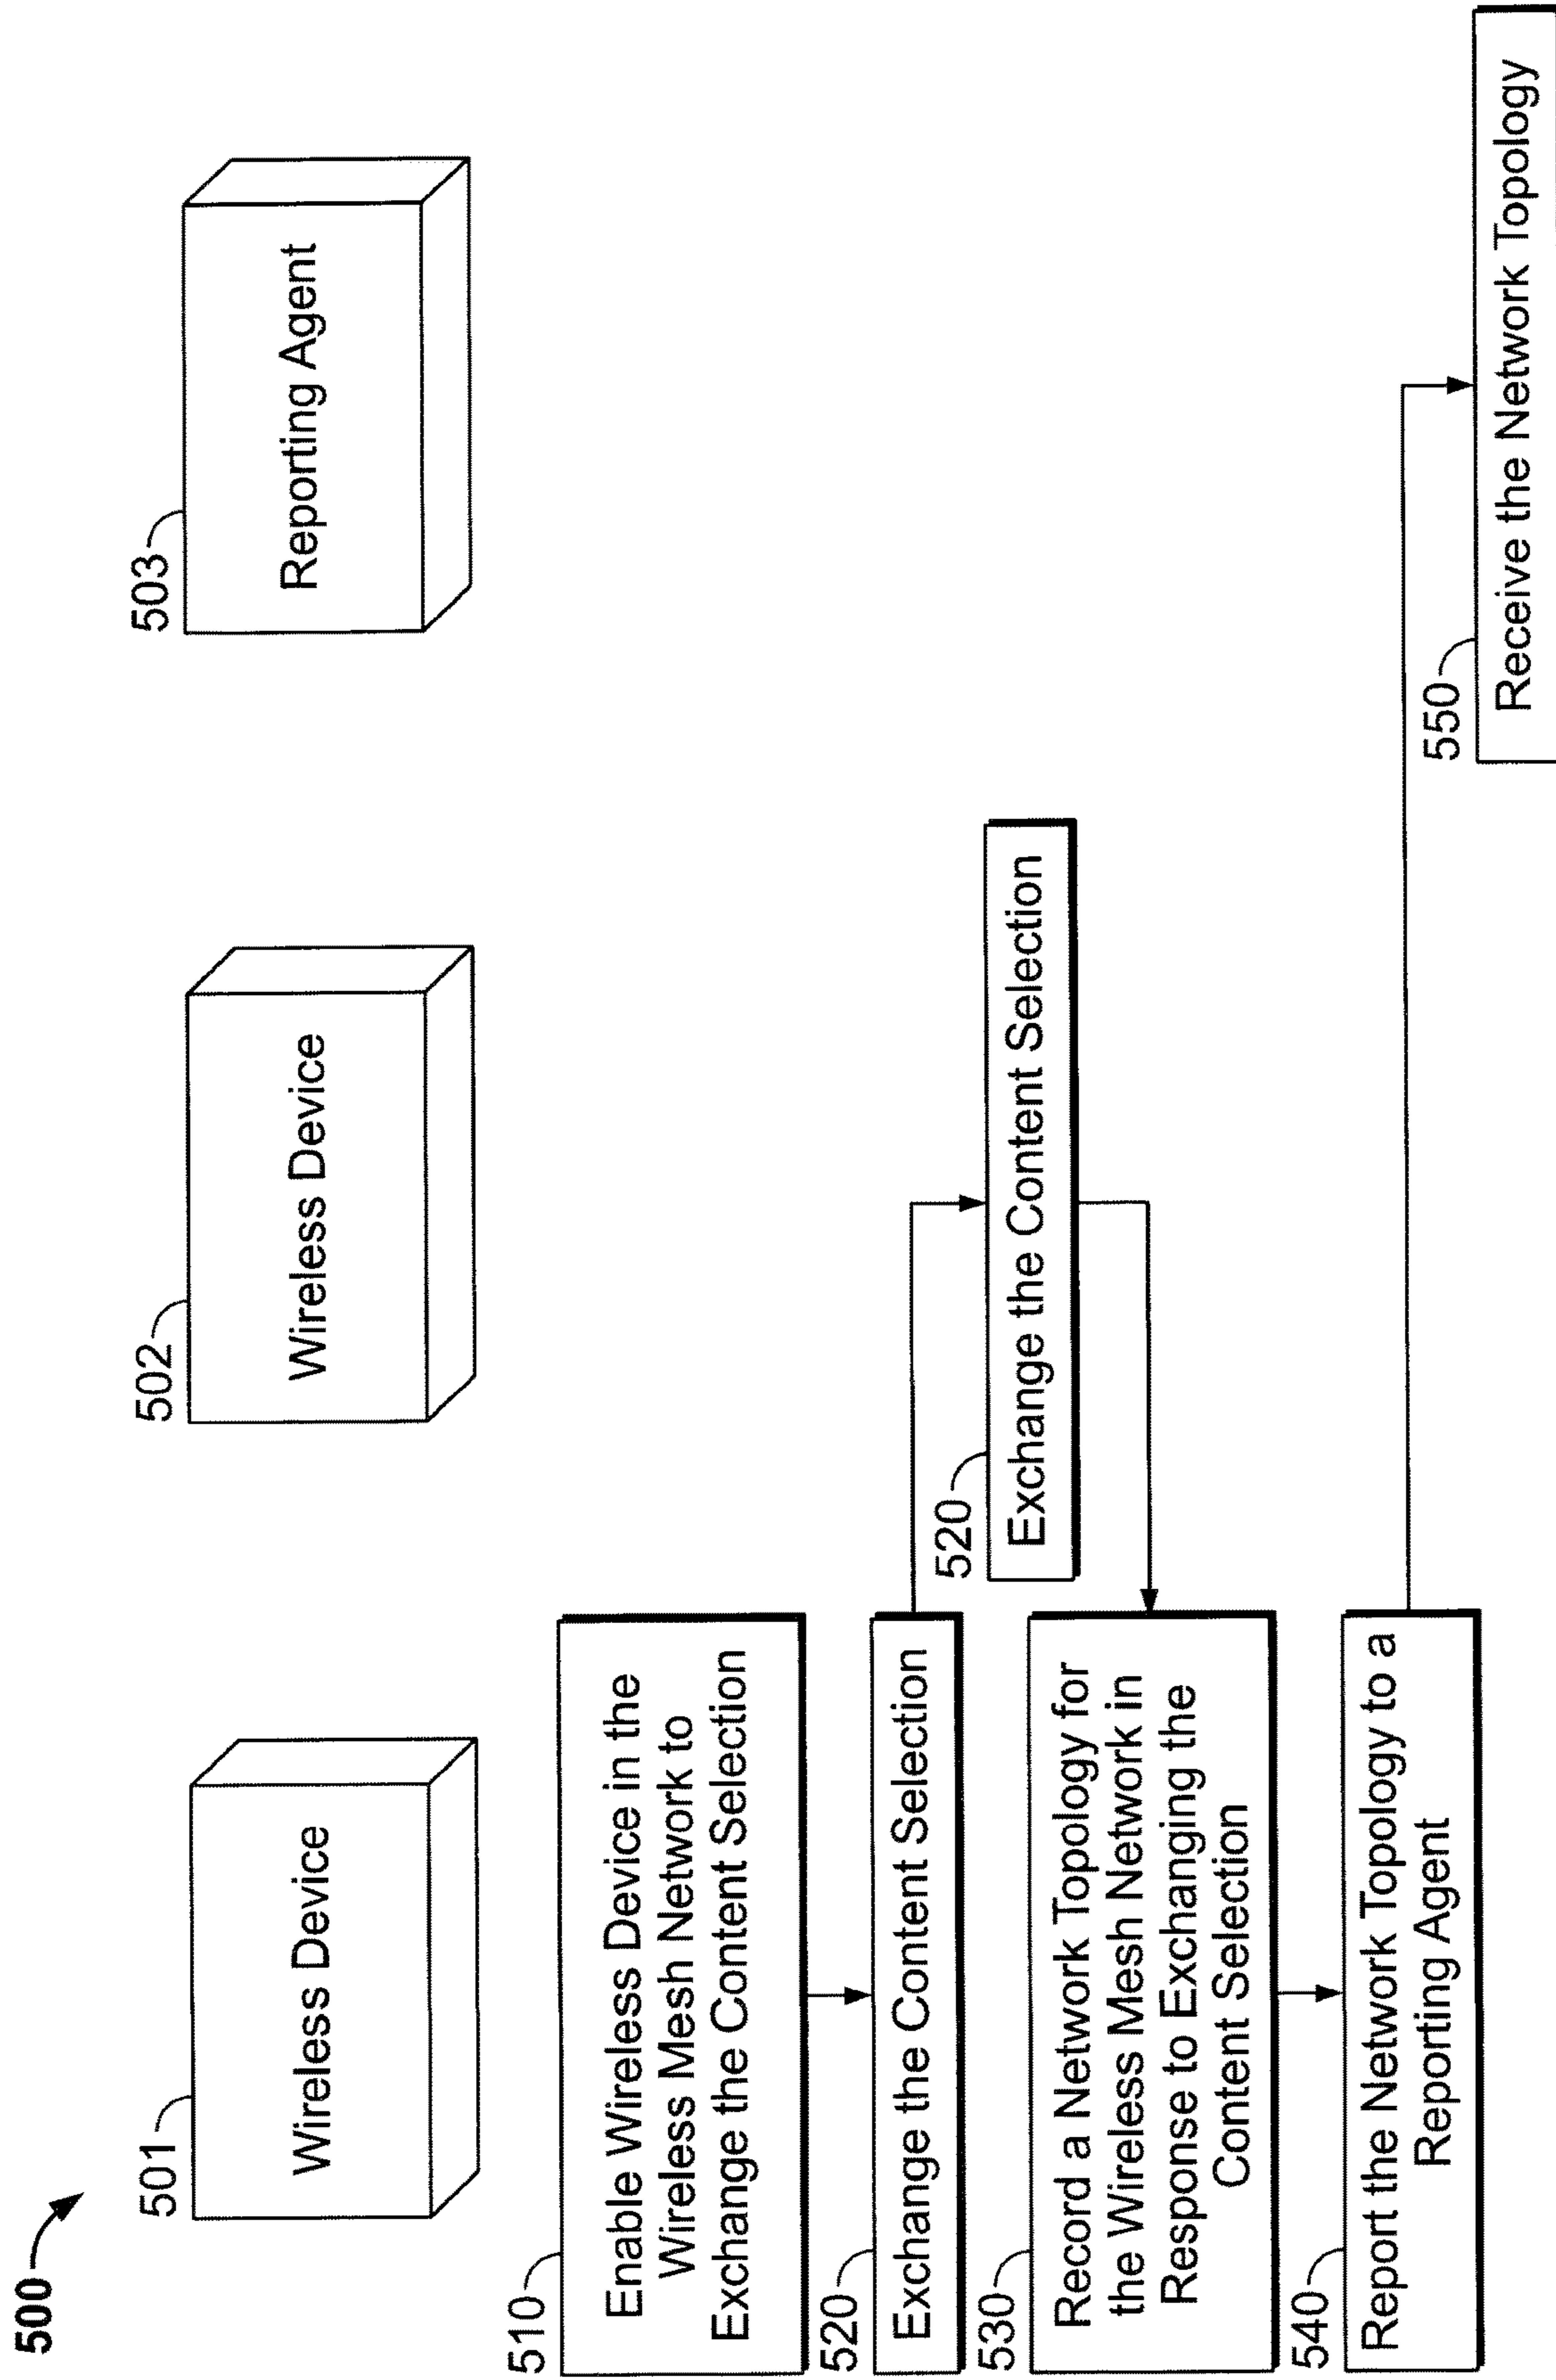 500
501
Wireless Device
502
Wireless Device
503
Reporting Agent
510
Enable Wireless Device in the
Wireless Mesh Network to
Exchange the Content Selection
520
Exchange the Content Selection
520
Exchange the Content Selection
530
Record a Network Topology for
the Wireless Mesh Network in
Response to Exchanging the
Content Selection
540
Report the Network Topology to a
Reporting Agent
550
Receive the Network Topology